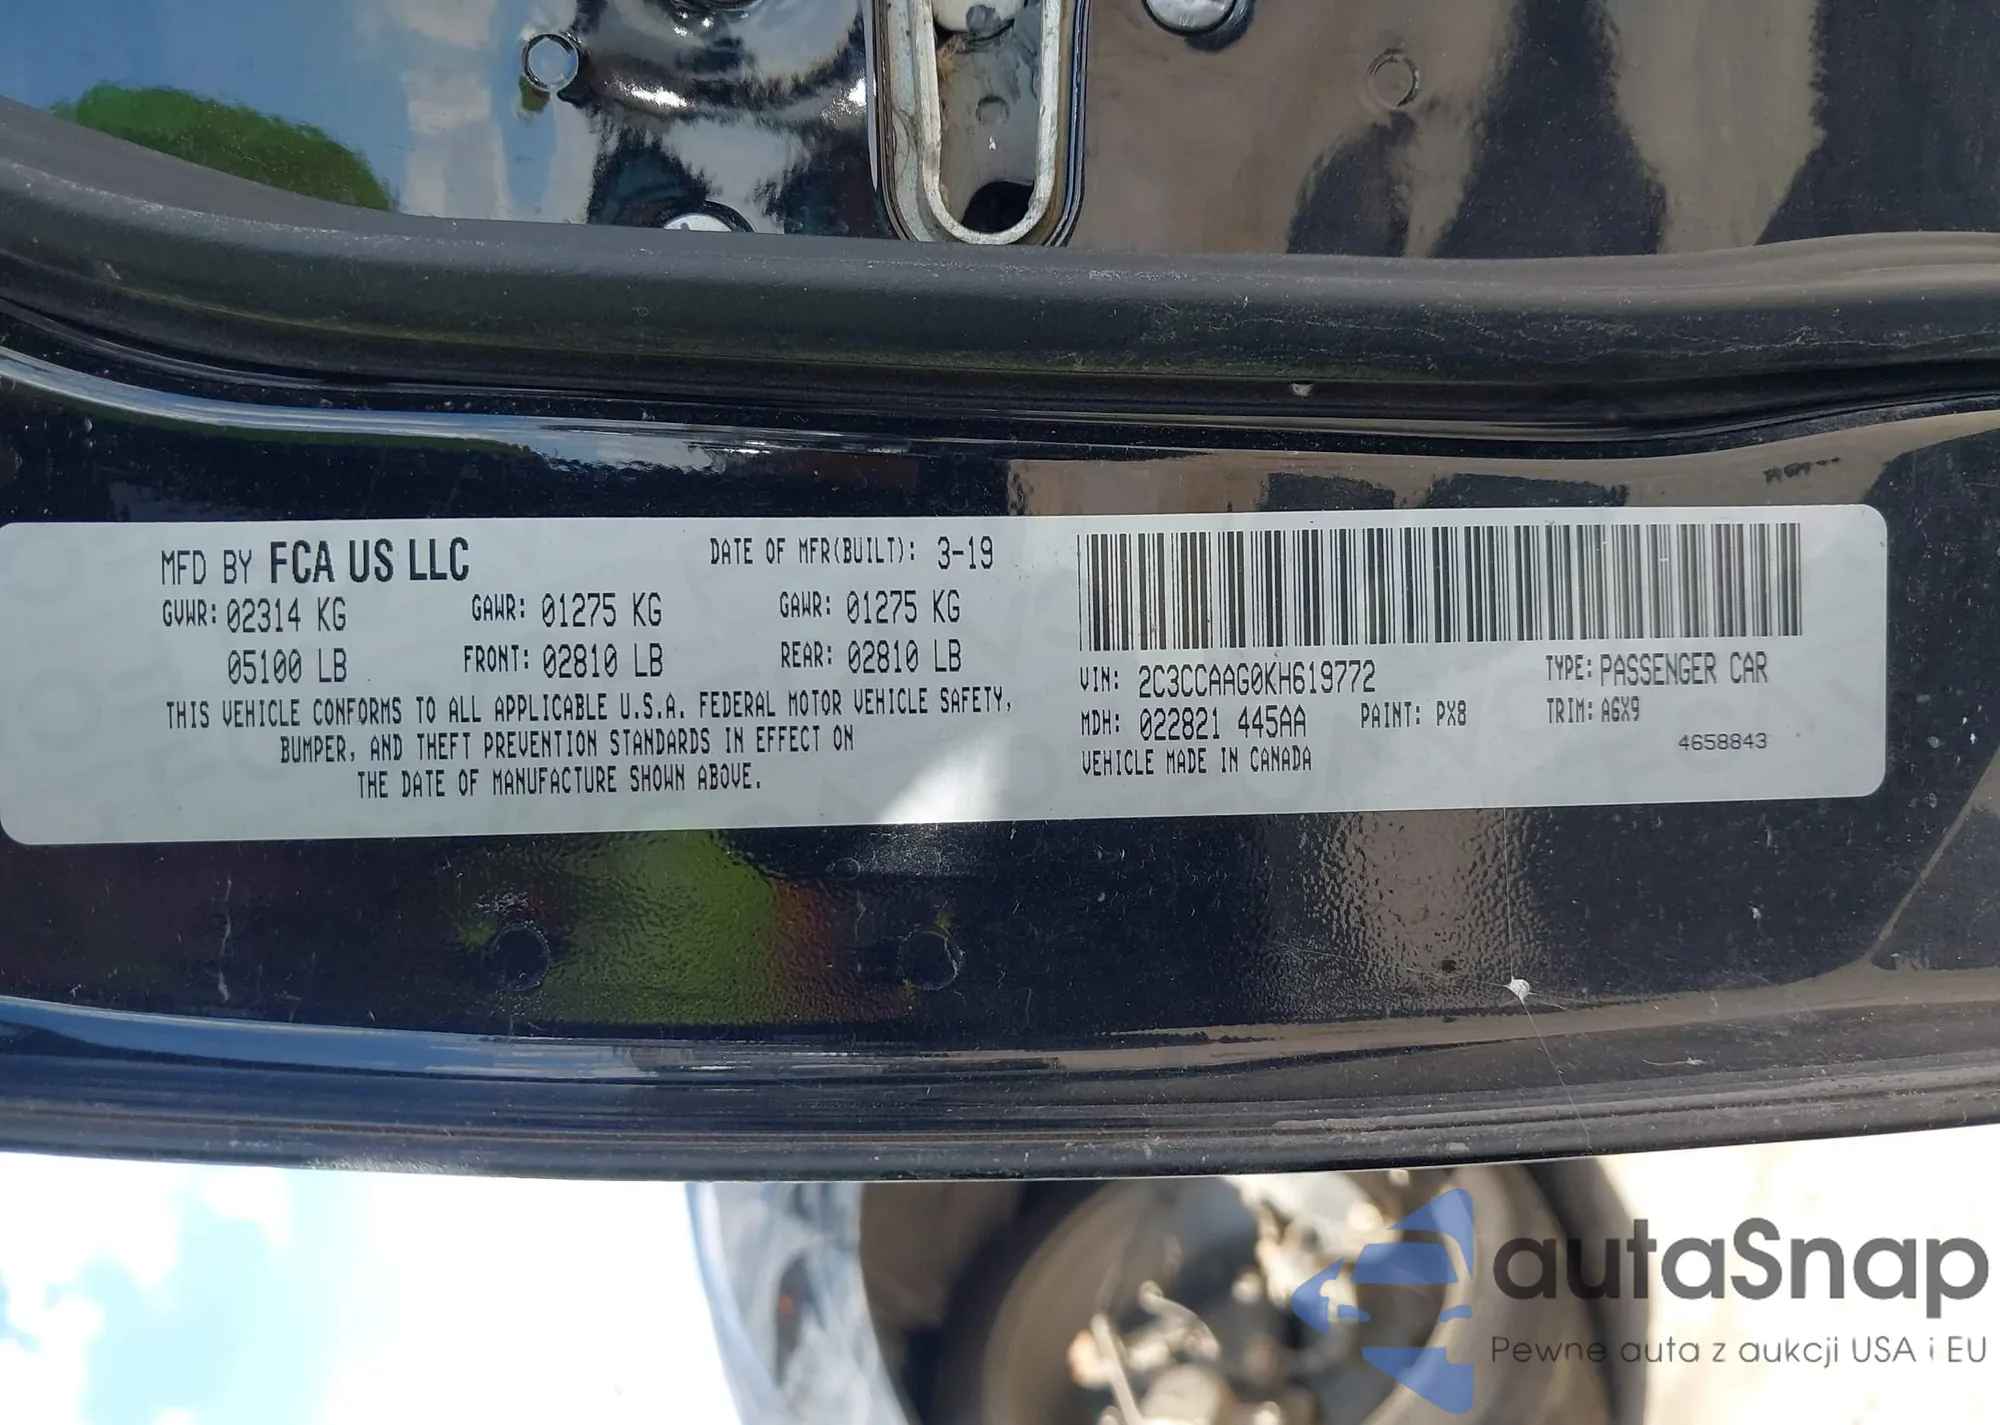 MFD BY FCA US LLC DATE OF MFR(BUILT): 3-19
GVWR: 02314 KG GAWR: 01275 KG GAWR: 01275 KG
05100 LB FRONT: 02810 LB REAR: 02810 LB
THIS VEHICLE CONFORMS TO ALL APPLICABLE U.S.A. FEDERAL MOTOR VEHICLE SAFETY,
BUMPER, AND THEFT PREVENTION STANDARDS IN EFFECT ON
THE DATE OF MANUFACTURE SHOWN ABOVE.
VIN: 2C3CCAAG0KH619772 TYPE: PASSENGER CAR
MDH: 022821 445AA PAINT: PX8 TRIM: A6X9
VEHICLE MADE IN CANADA 4658843
autaSnap
Pewne auta z aukcji USA i EU